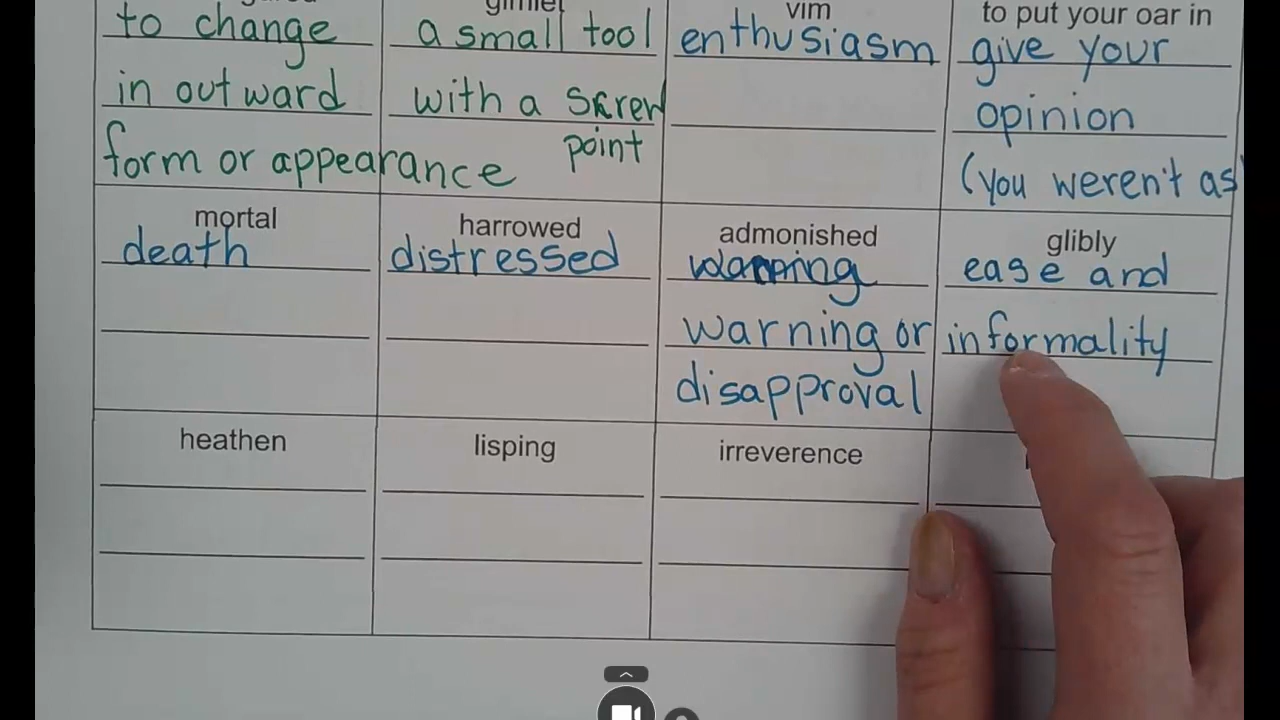 gimlet
vim
to put your oar in
to change
in outward
form or appearance
a small tool
with a screw
point
enthusiasm
give your
opinion
(you weren't as
mortal
harrowed
admonished
glibly
death
distressed
warning or
disapproval
ease and
informality
heathen
lisping
irreverence